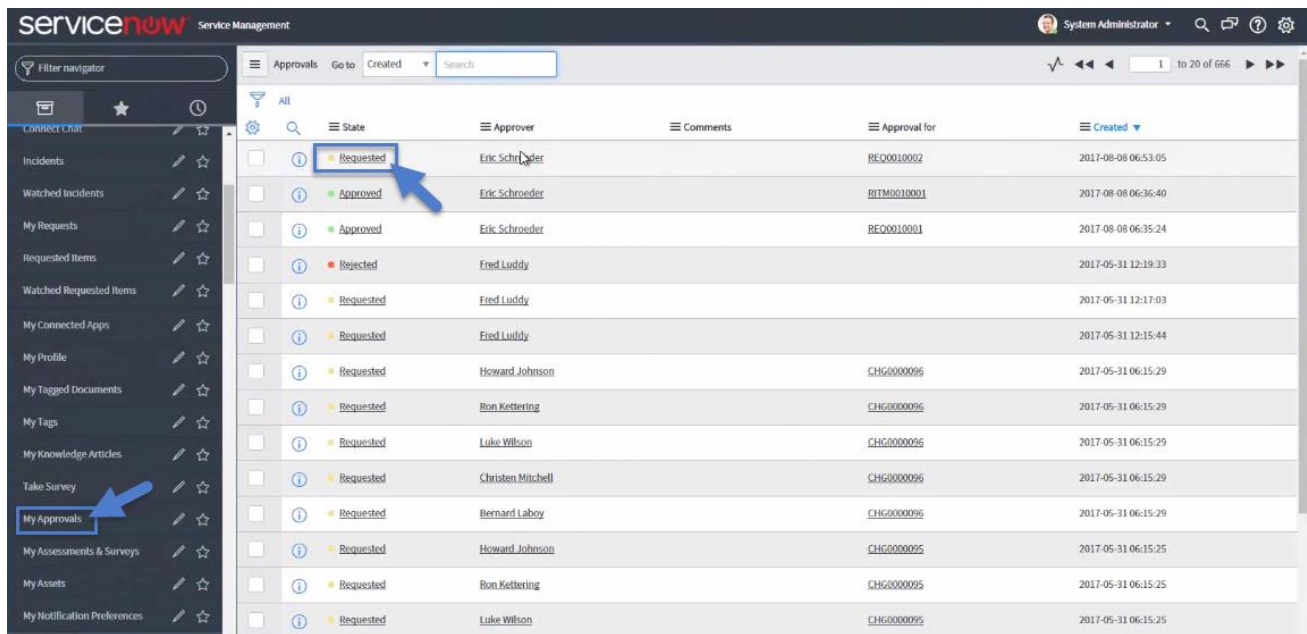 servicenow Service Management
System Administrator
Filter navigator
Approvals Go to Created Search
1 to 20 of 666
All
State Approver Comments Approval for Created
Connect Chat
Incidents
Watched Incidents
My Requests
Requested Items
Watched Requested Items
My Connected Apps
My Profile
My Tagged Documents
My Tags
My Knowledge Articles
Take Survey
My Approvals
My Assessments & Surveys
My Assets
My Notification Preferences
Requested Eric Schroeder REQ0010002 2017-08-08 06:53:05
Approved Eric Schroeder RITM0010001 2017-08-08 06:36:40
Approved Eric Schroeder REQ0010001 2017-08-08 06:35:24
Rejected Fred Luddy 2017-05-31 12:19:33
Requested Fred Luddy 2017-05-31 12:17:03
Requested Fred Luddy 2017-05-31 12:15:44
Requested Howard Johnson CHG0000096 2017-05-31 06:15:29
Requested Ron Kettering CHG0000096 2017-05-31 06:15:29
Requested Luke Wilson CHG0000096 2017-05-31 06:15:29
Requested Christen Mitchell CHG0000096 2017-05-31 06:15:29
Requested Bernard Laboy CHG0000096 2017-05-31 06:15:29
Requested Howard Johnson CHG0000095 2017-05-31 06:15:25
Requested Ron Kettering CHG0000095 2017-05-31 06:15:25
Requested Luke Wilson CHG0000095 2017-05-31 06:15:25